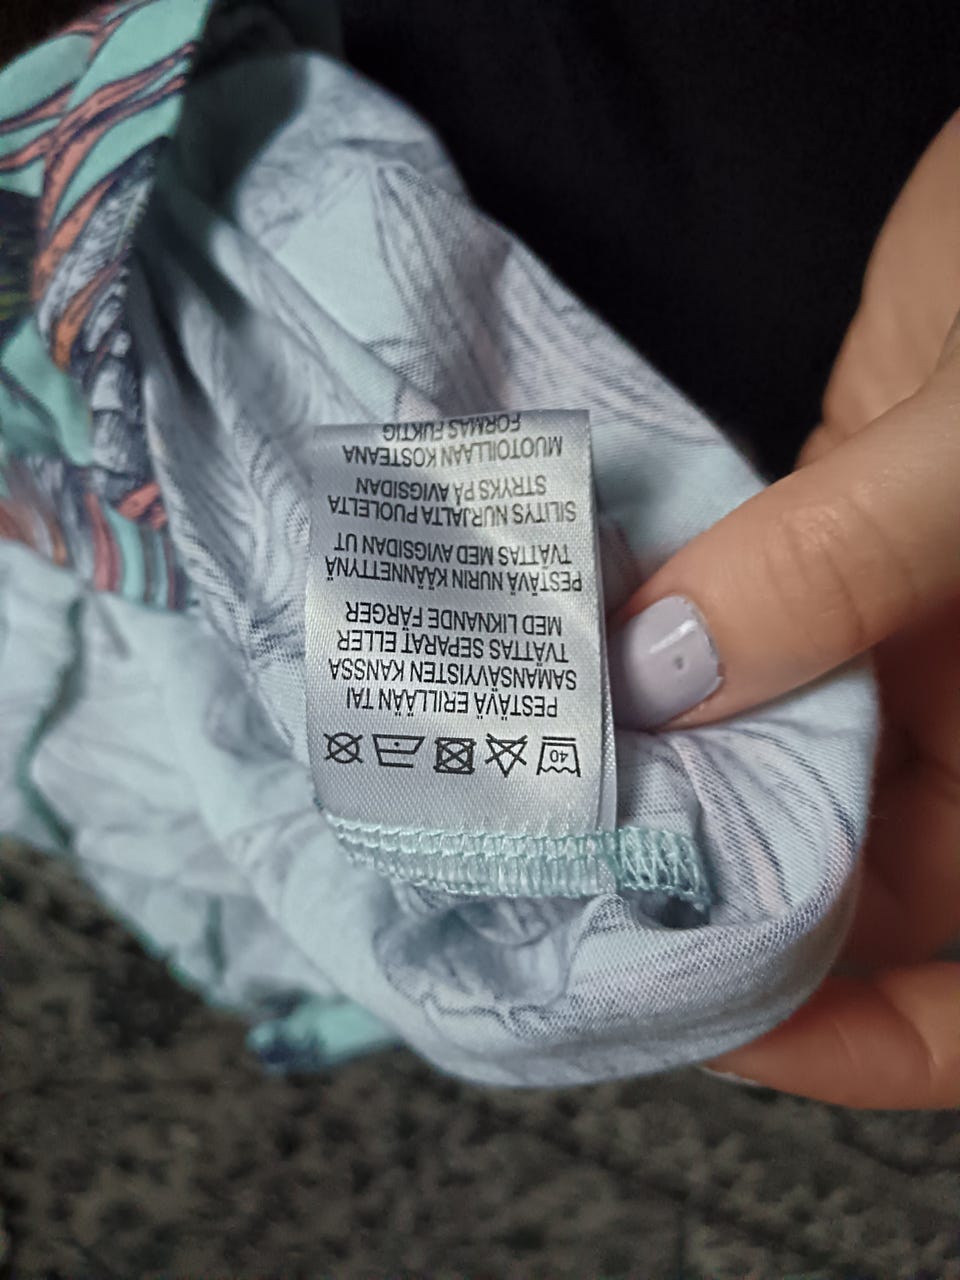 40
PESTÄVÄ ERILLÄÄN TAI
SAMANSÄVYISTEN KANSSA
TVÄTTAS SEPARAT ELLER
MED LIKNANDE FÄRGER
PESTÄVÄ NURIN KÄÄNNETTYNÄ
TVÄTTAS MED AVIGSIDAN UT
SILITYS NURJALTA PUOLELTA
STRYKS PÅ AVIGSIDAN
MUOTOILLAAN KOSTEANA
FORMAS FUKTIG